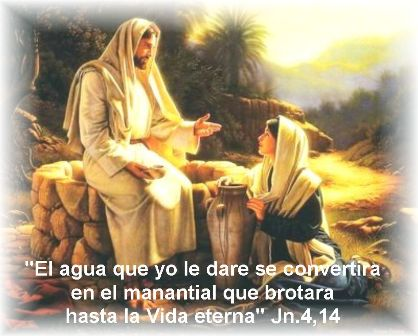 "El agua que yo le dare se convertira
en el manantial que brotara
hasta la Vida eterna" Jn.4,14